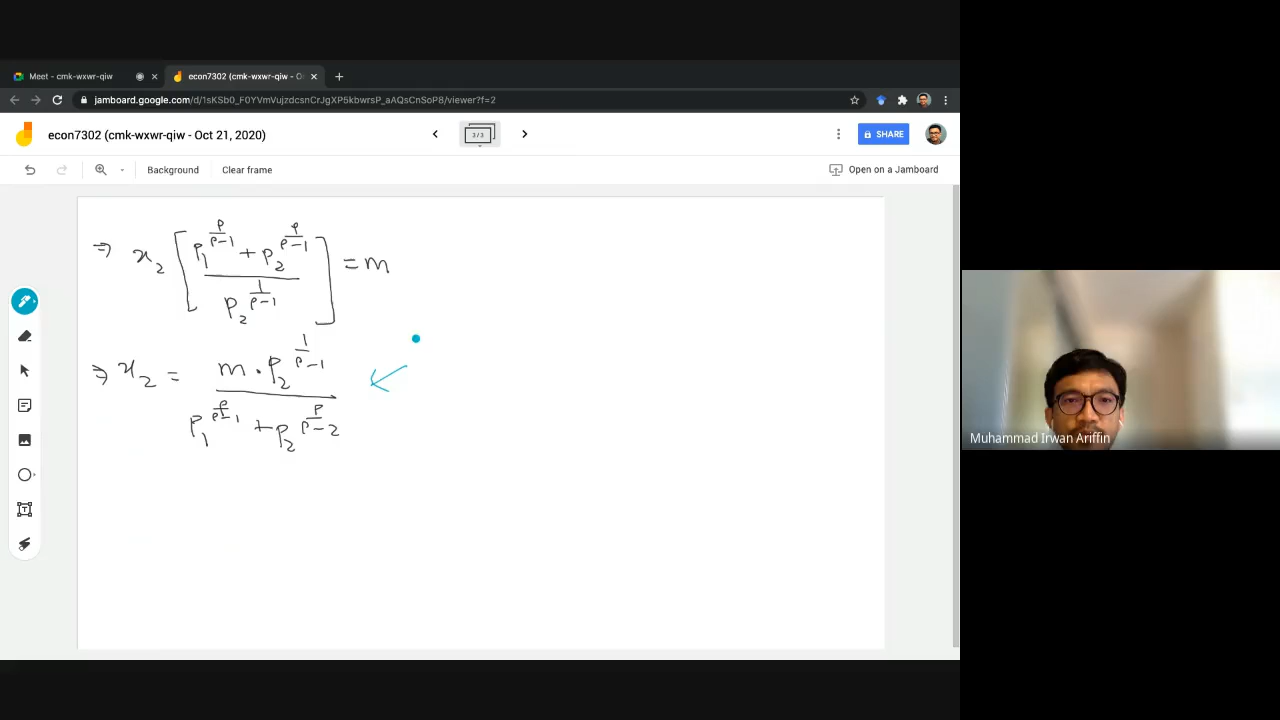 Meet - cmk-wxwr-qiw
econ7302 (cmk-wxwr-qiw - O
jamboard.google.com/d/1sKSb0_F0YVmVujzdcsnCrJgXP5kbwrsP_aAQsCnSoP8/viewer?f=2
econ7302 (cmk-wxwr-qiw - Oct 21, 2020)
3 / 3
SHARE
Background
Clear frame
Open on a Jamboard
⇒ x₂ [ (p₁^(ρ/(ρ-1)) + p₂^(ρ/(ρ-1))) / p₂^(1/(ρ-1)) ] = m
⇒ x₂ = (m · p₂^(1/(ρ-1))) / (p₁^(ρ/(ρ-1)) + p₂^(ρ/(ρ-2)))
Muhammad Irwan Ariffin